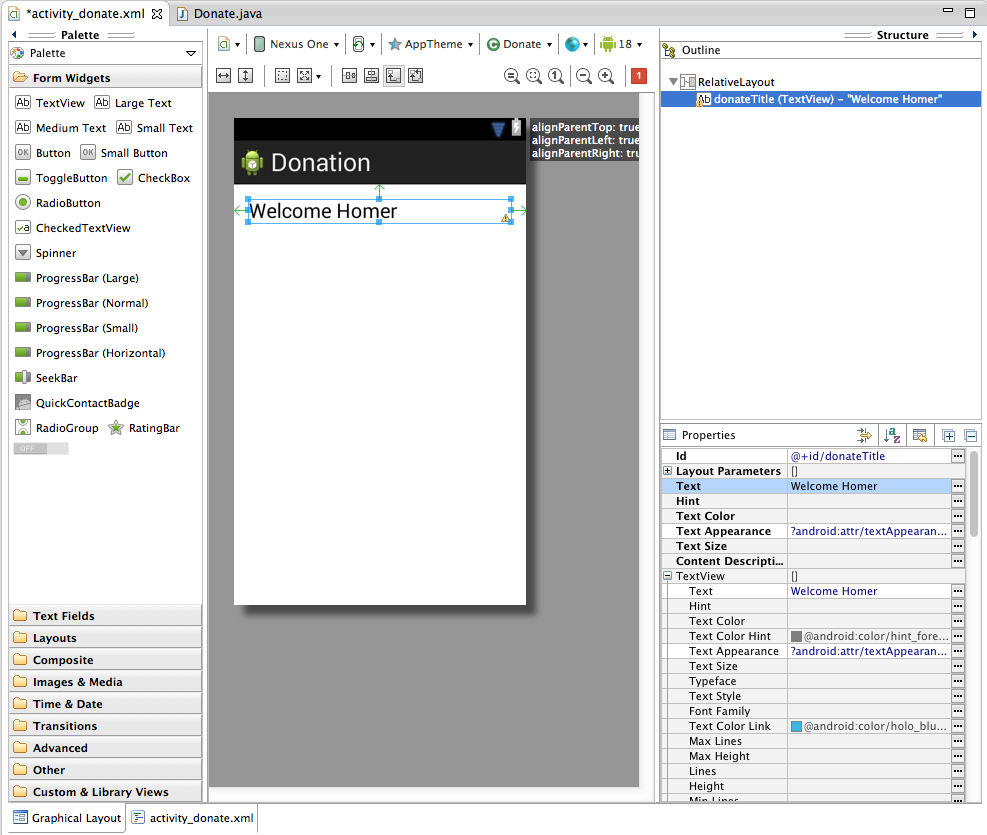 *activity_donate.xml
Donate.java
Palette
Palette
Form Widgets
Ab TextView Ab Large Text
Ab Medium Text Ab Small Text
OK Button OK Small Button
ToggleButton CheckBox
RadioButton
a CheckedTextView
Spinner
ProgressBar (Large)
ProgressBar (Normal)
ProgressBar (Small)
ProgressBar (Horizontal)
SeekBar
QuickContactBadge
RadioGroup RatingBar
OFF
Text Fields
Layouts
Composite
Images & Media
Time & Date
Transitions
Advanced
Other
Custom & Library Views
Graphical Layout
activity_donate.xml
Nexus One
AppTheme
C Donate
18
1
1
alignParentTop: true
alignParentLeft: true
alignParentRight: tru
Donation
Welcome Homer
Structure
Outline
RelativeLayout
Ab donateTitle (TextView) – "Welcome Homer"
Properties
Id @+id/donateTitle
Layout Parameters []
Text Welcome Homer
Hint
Text Color
Text Appearance ?android:attr/textAppearan...
Text Size
Content Descripti...
TextView []
Text Welcome Homer
Hint
Text Color
Text Color Hint @android:color/hint_fore...
Text Appearance ?android:attr/textAppearan...
Text Size
Typeface
Text Style
Font Family
Text Color Link @android:color/holo_blu...
Max Lines
Max Height
Lines
Height
Min Lines